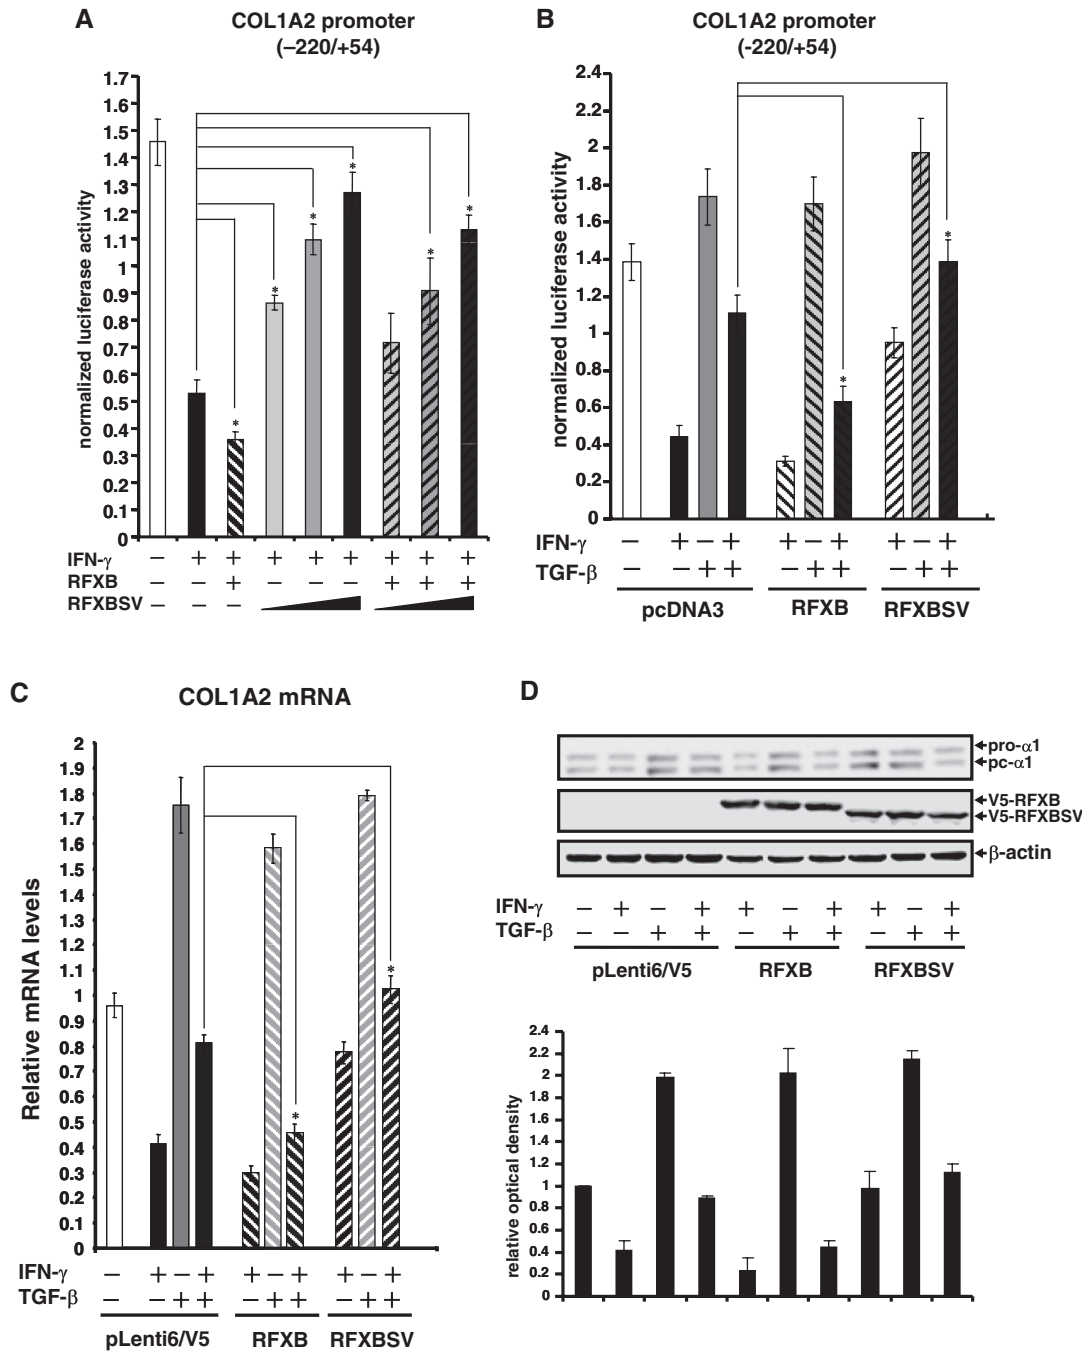 A
COL1A2 promoter
(–220/+54)
normalized luciferase activity
1.7
1.6
1.5
1.4
1.3
1.2
1.1
1
0.9
0.8
0.7
0.6
0.5
0.4
0.3
0.2
0.1
0
* * * * * *
IFN-γ – + + + + + + + +
RFXB – – + – – – + + +
RFXBSV – – –
B
COL1A2 promoter
(-220/+54)
normalized luciferase activity
2.4
2.2
2
1.8
1.6
1.4
1.2
1
0.8
0.6
0.4
0.2
0
* *
IFN-γ – + – + + – + + – +
TGF-β – – + + – + + – + +
pcDNA3 RFXB RFXBSV
C
COL1A2 mRNA
Relative mRNA levels
2
1.9
1.8
1.7
1.6
1.5
1.4
1.3
1.2
1.1
1
0.9
0.8
0.7
0.6
0.5
0.4
0.3
0.2
0.1
0
* *
IFN-γ – + – + + – + + – +
TGF-β – – + + – + + – + +
pLenti6/V5 RFXB RFXBSV
D
pro-α1
pc-α1
V5-RFXB
V5-RFXBSV
β-actin
IFN-γ – + – + + – + + – +
TGF-β – – + + – + + – + +
pLenti6/V5 RFXB RFXBSV
relative optical density
2.4
2.2
2
1.8
1.6
1.4
1.2
1
0.8
0.6
0.4
0.2
0